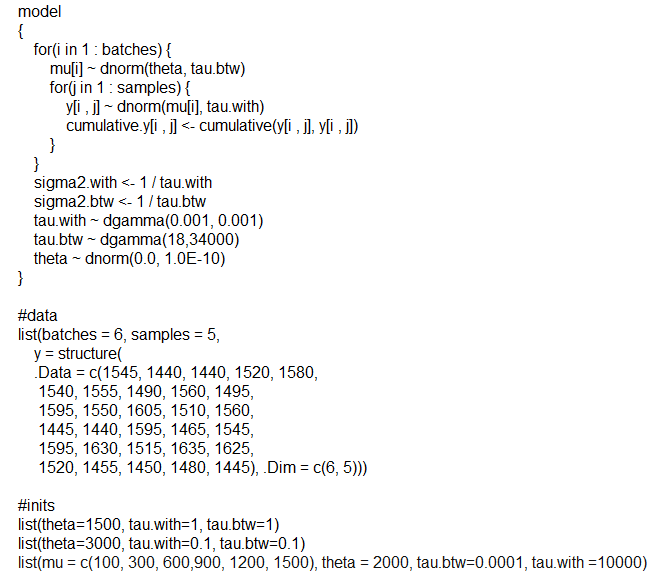 model
{
for(i in 1 : batches) {
mu[i] ~ dnorm(theta, tau.btw)
for(j in 1 : samples) {
y[i , j] ~ dnorm(mu[i], tau.with)
cumulative.y[i , j] <- cumulative(y[i , j], y[i , j])
}
}
sigma2.with <- 1 / tau.with
sigma2.btw <- 1 / tau.btw
tau.with ~ dgamma(0.001, 0.001)
tau.btw ~ dgamma(18,34000)
theta ~ dnorm(0.0, 1.0E-10)
}
#data
list(batches = 6, samples = 5,
y = structure(
.Data = c(1545, 1440, 1440, 1520, 1580,
1540, 1555, 1490, 1560, 1495,
1595, 1550, 1605, 1510, 1560,
1445, 1440, 1595, 1465, 1545,
1595, 1630, 1515, 1635, 1625,
1520, 1455, 1450, 1480, 1445), .Dim = c(6, 5)))
#inits
list(theta=1500, tau.with=1, tau.btw=1)
list(theta=3000, tau.with=0.1, tau.btw=0.1)
list(mu = c(100, 300, 600,900, 1200, 1500), theta = 2000, tau.btw=0.0001, tau.with =10000)